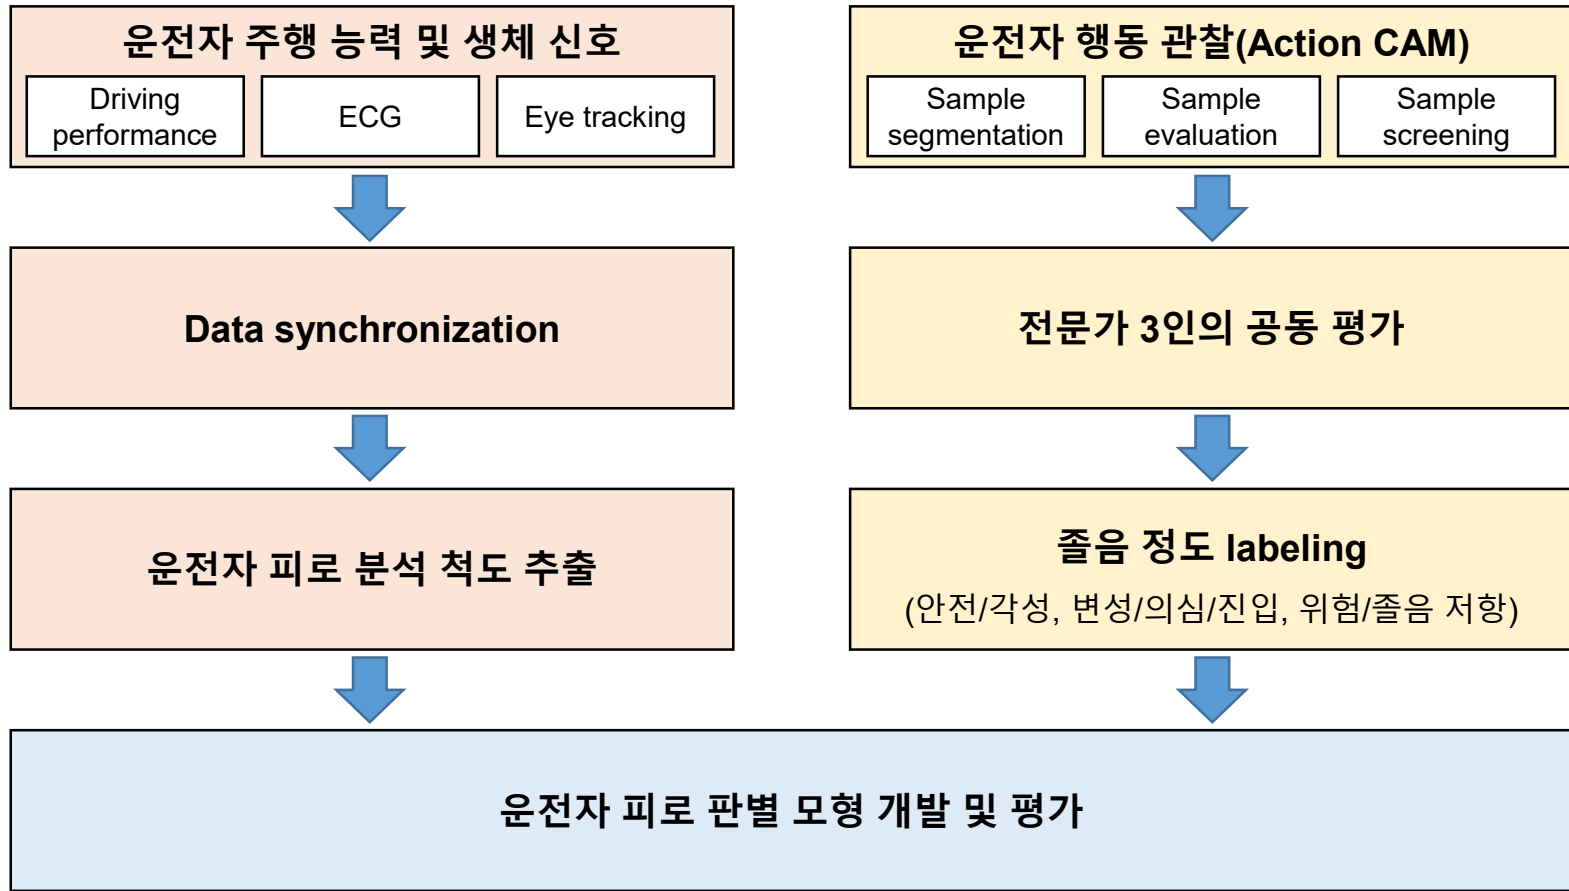 운전자 주행 능력 및 생체 신호
Driving
performance
ECG
Eye tracking
운전자 행동 관찰(Action CAM)
Sample
segmentation
Sample
evaluation
Sample
screening
Data synchronization
전문가 3인의 공동 평가
운전자 피로 분석 척도 추출
졸음 정도 labeling
(안전/각성, 변성/의심/진입, 위험/졸음 저항)
운전자 피로 판별 모형 개발 및 평가